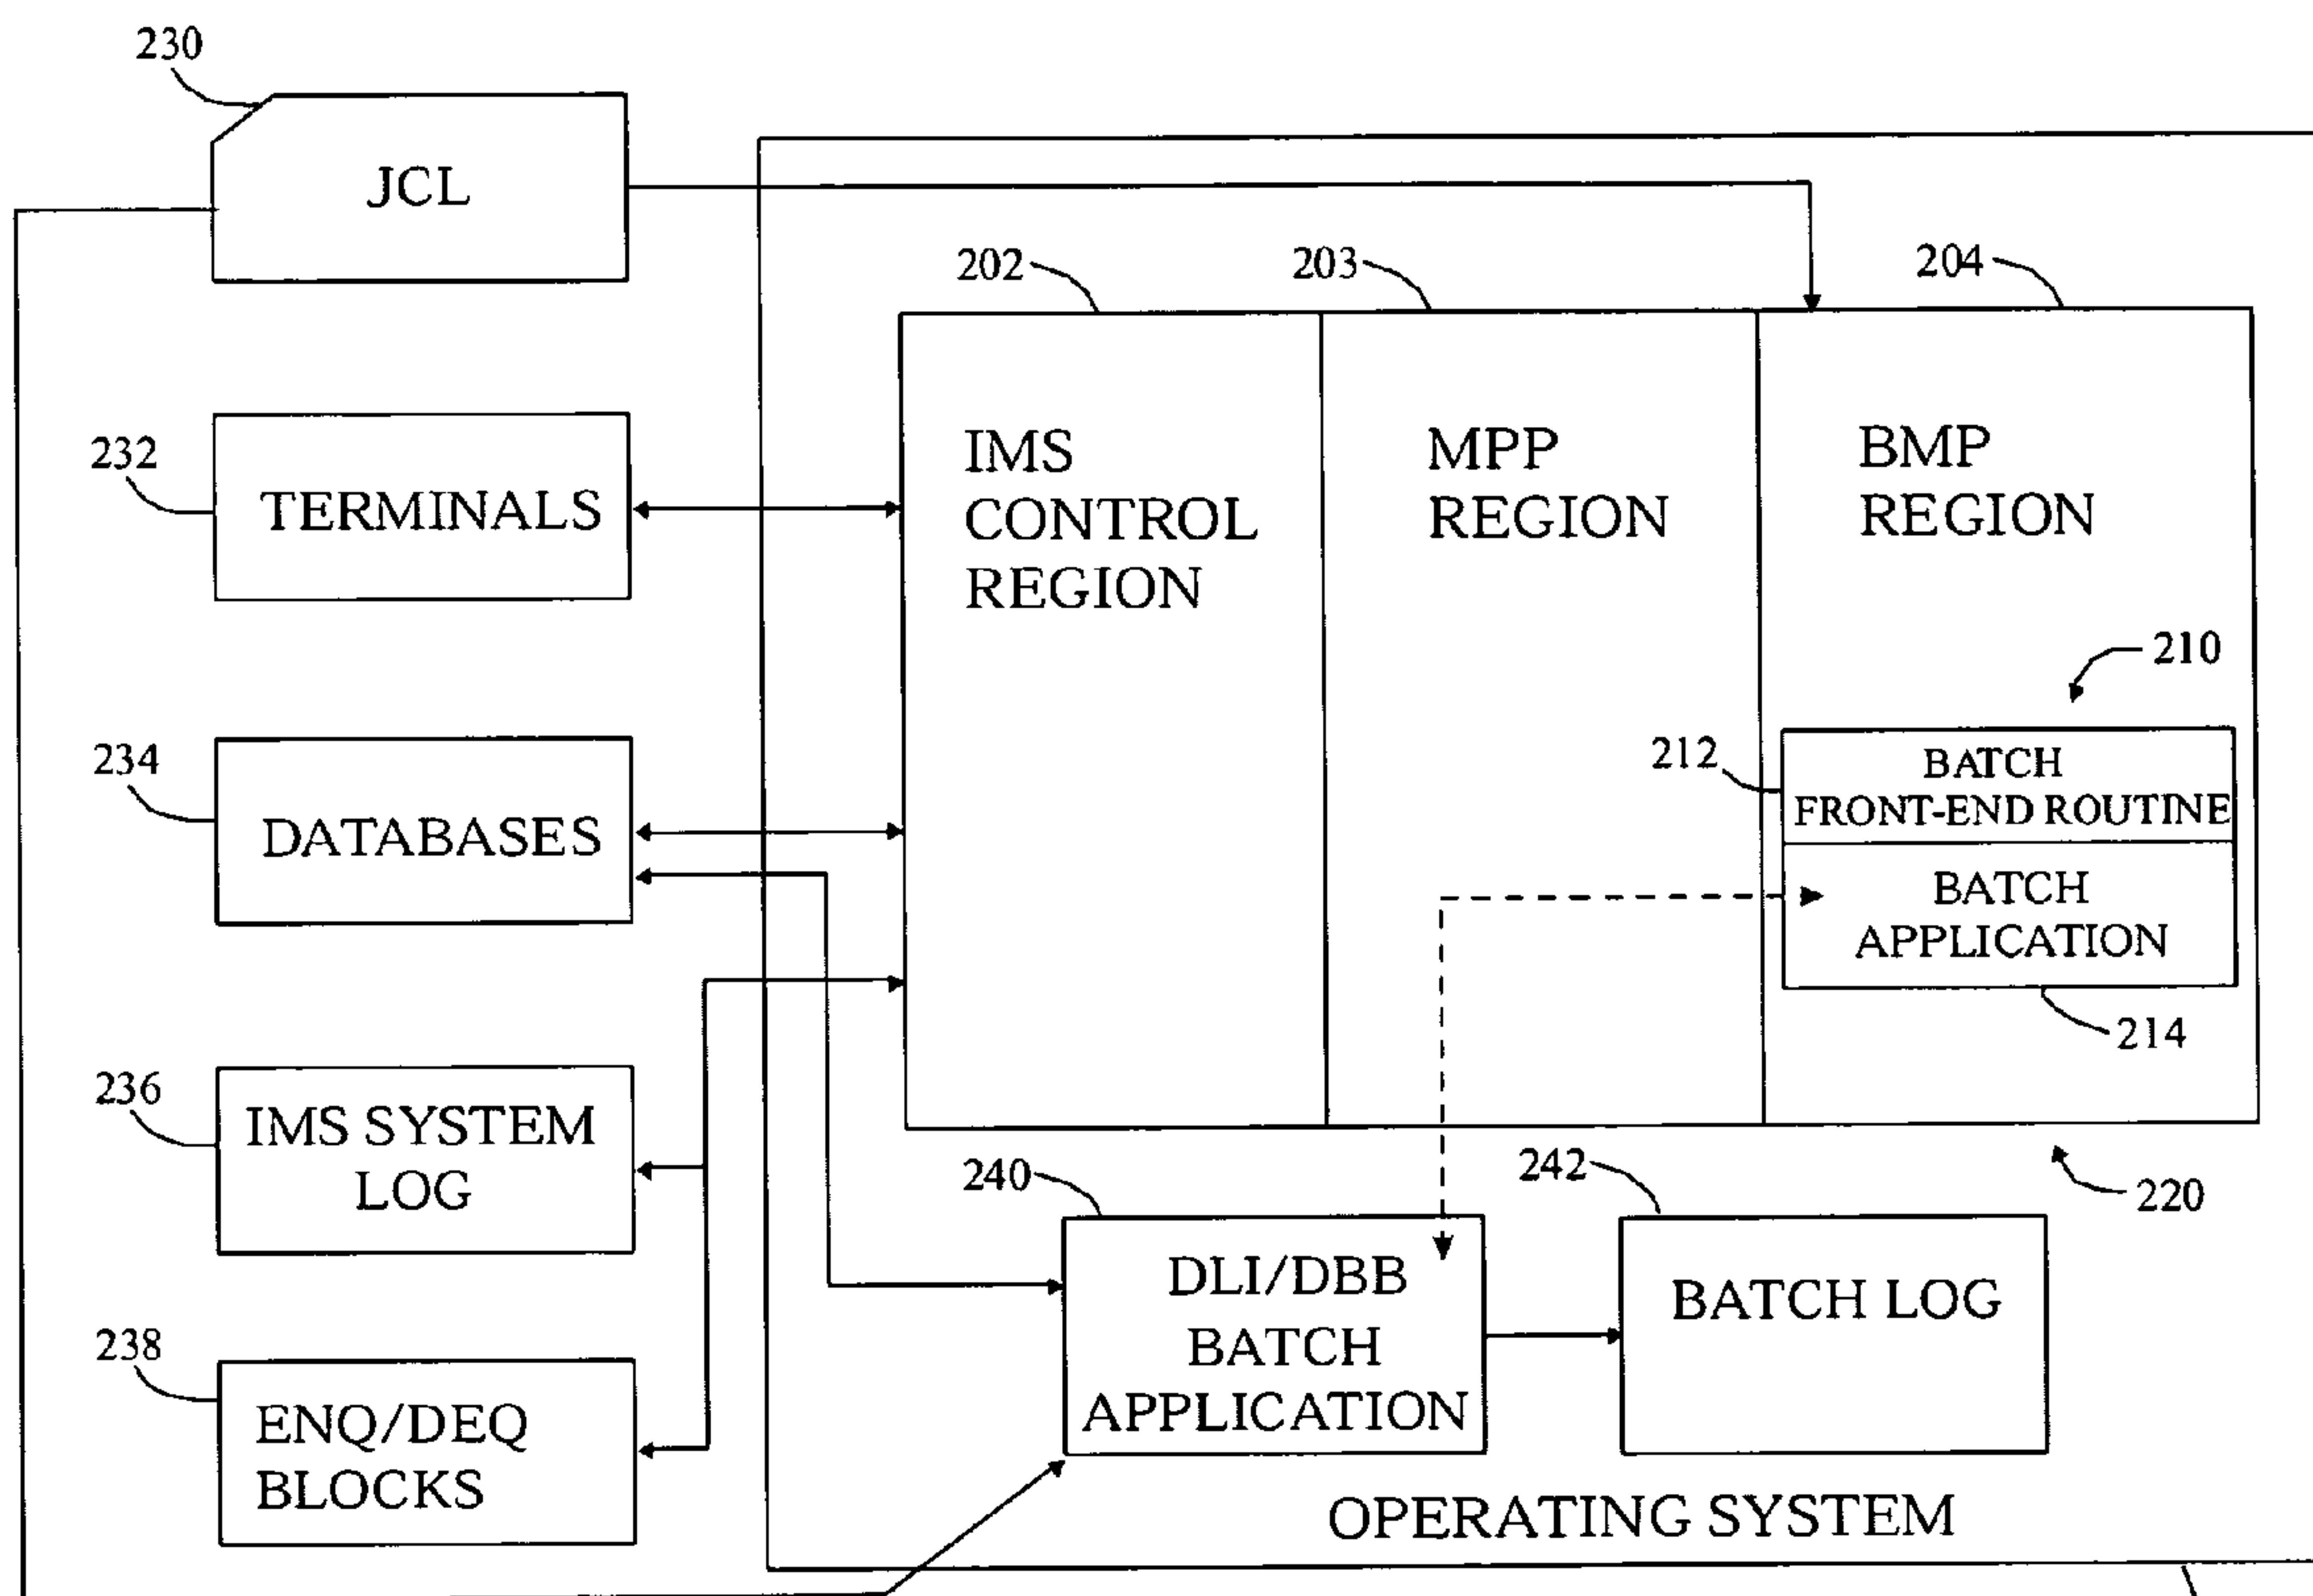 230
JCL
202
203
204
232
TERMINALS
IMS
CONTROL
REGION
MPP
REGION
BMP
REGION
210
234
DATABASES
212
BATCH
FRONT-END ROUTINE
BATCH
APPLICATION
214
236
IMS SYSTEM
LOG
240
242
220
238
ENQ/DEQ
BLOCKS
DLI/DBB
BATCH
APPLICATION
BATCH LOG
OPERATING SYSTEM